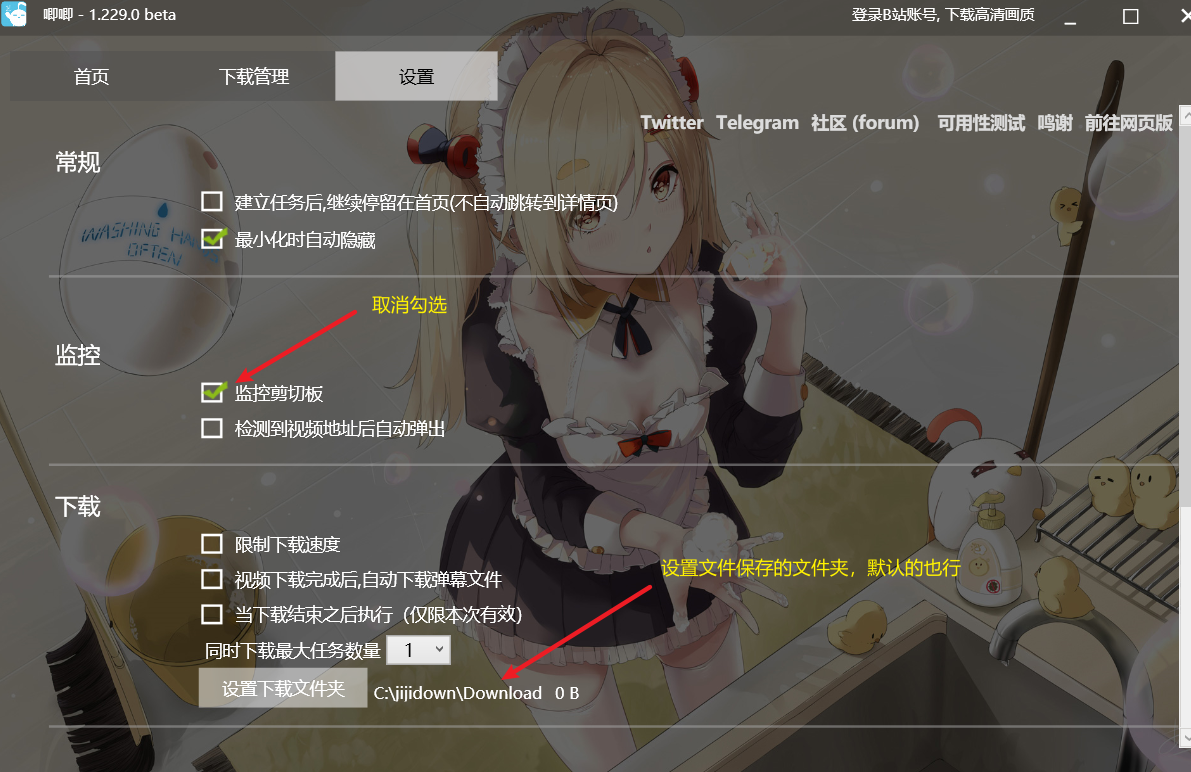 唧唧 - 1.229.0 beta
登录B站账号, 下载高清画质
首页 下载管理 设置
Twitter Telegram 社区 (forum) 可用性测试 鸣谢 前往网页版
常规
建立任务后,继续停留在首页(不自动跳转到详情页)
最小化时自动隐藏
WASHING HANDS
OFTEN
取消勾选
监控
监控剪切板
检测到视频地址后自动弹出
下载
限制下载速度
设置文件保存的文件夹，默认的也行
视频下载完成后,自动下载弹幕文件
当下载结束之后执行（仅限本次有效）
同时下载最大任务数量 1
设置下载文件夹 C:\jijidown\Download 0 B